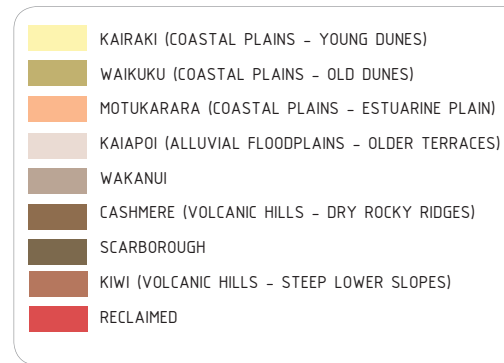 KAIRAKI (COASTAL PLAINS - YOUNG DUNES)
WAIKUKU (COASTAL PLAINS - OLD DUNES)
MOTUKARARA (COASTAL PLAINS - ESTUARINE PLAIN)
KAIAPOI (ALLUVIAL FLOODPLAINS - OLDER TERRACES)
WAKANUI
CASHMERE (VOLCANIC HILLS - DRY ROCKY RIDGES)
SCARBOROUGH
KIWI (VOLCANIC HILLS - STEEP LOWER SLOPES)
RECLAIMED